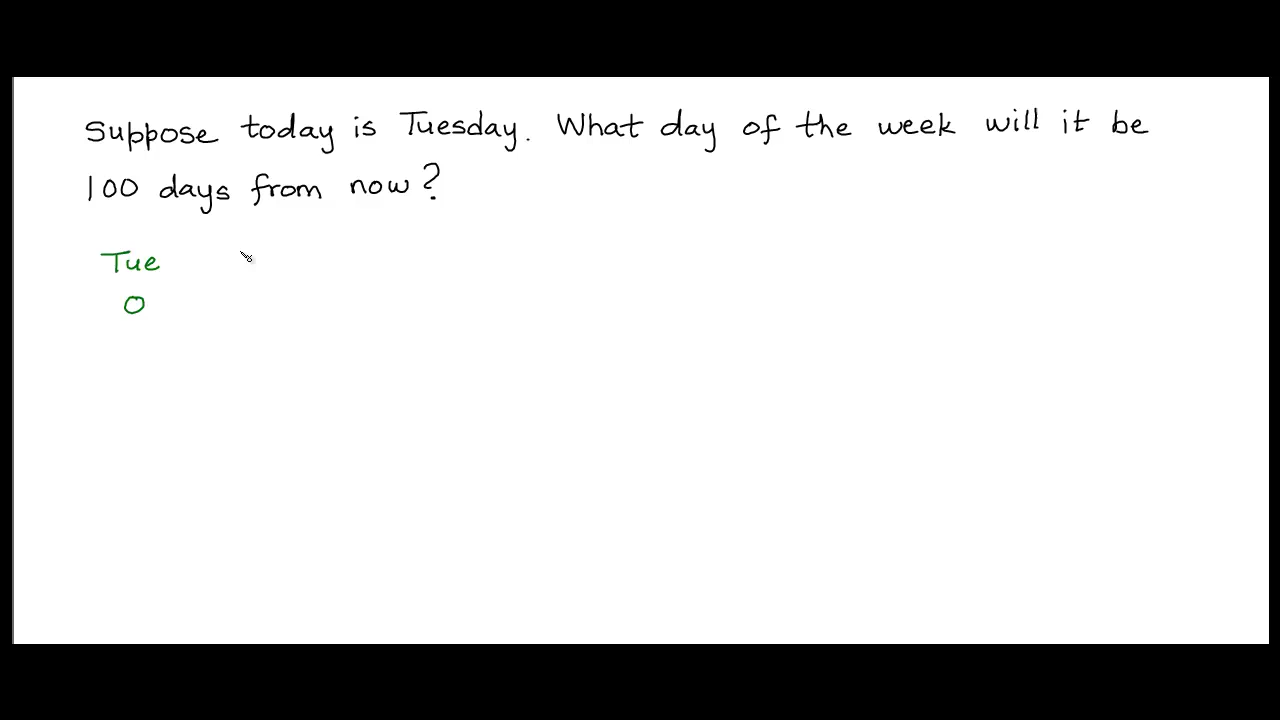 Suppose today is Tuesday. What day of the week will it be
100 days from now?
Tue
0